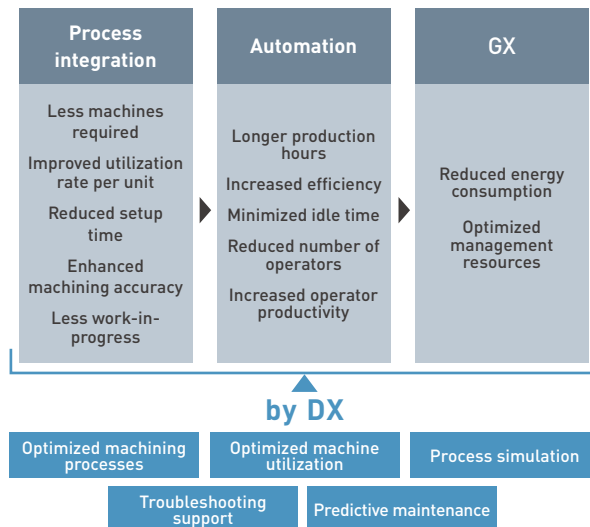 Process
integration
Less machines
required
Improved utilization
rate per unit
Reduced setup
time
Enhanced
machining accuracy
Less work-in-
progress
Automation
Longer production
hours
Increased efficiency
Minimized idle time
Reduced number of
operators
Increased operator
productivity
GX
Reduced energy
consumption
Optimized
management
resources
by DX
Optimized machining
processes
Optimized machine
utilization
Process simulation
Troubleshooting
support
Predictive maintenance